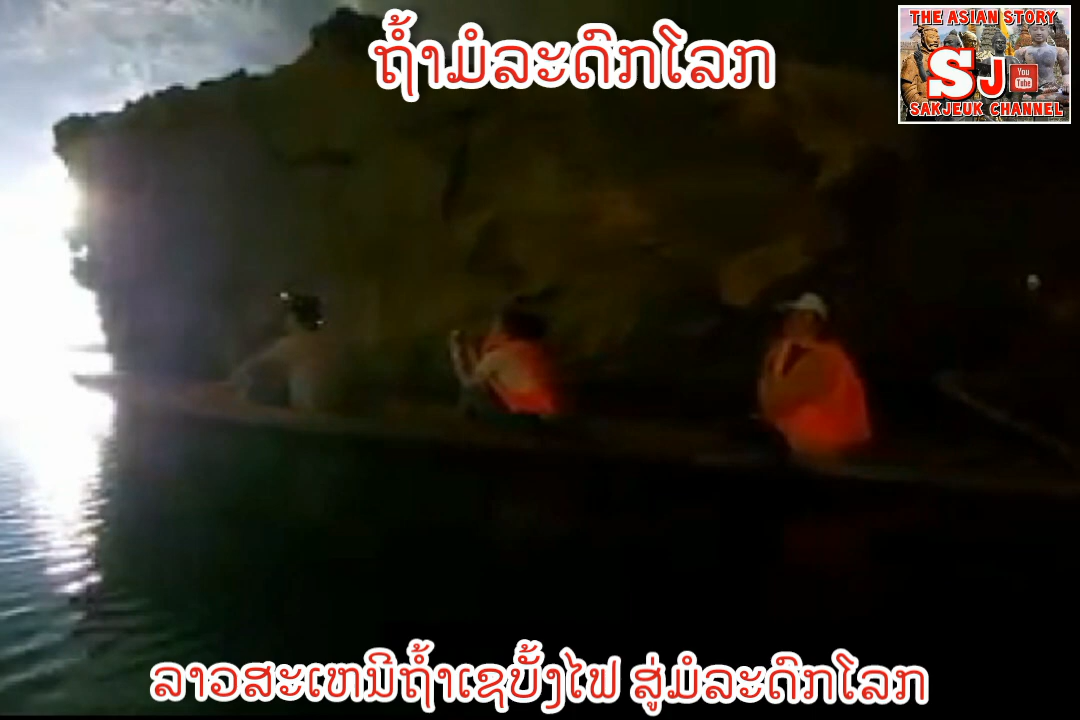 ຖ້ຳມໍລະດົກໂລກ
THE ASIAN STORY
SJ
You
Tube
SAKJEUK CHANNEL
ລາວສະເຫນີຖ້ຳເຊບັ້ງໄຟ ສູ່ມໍລະດົກໂລກ